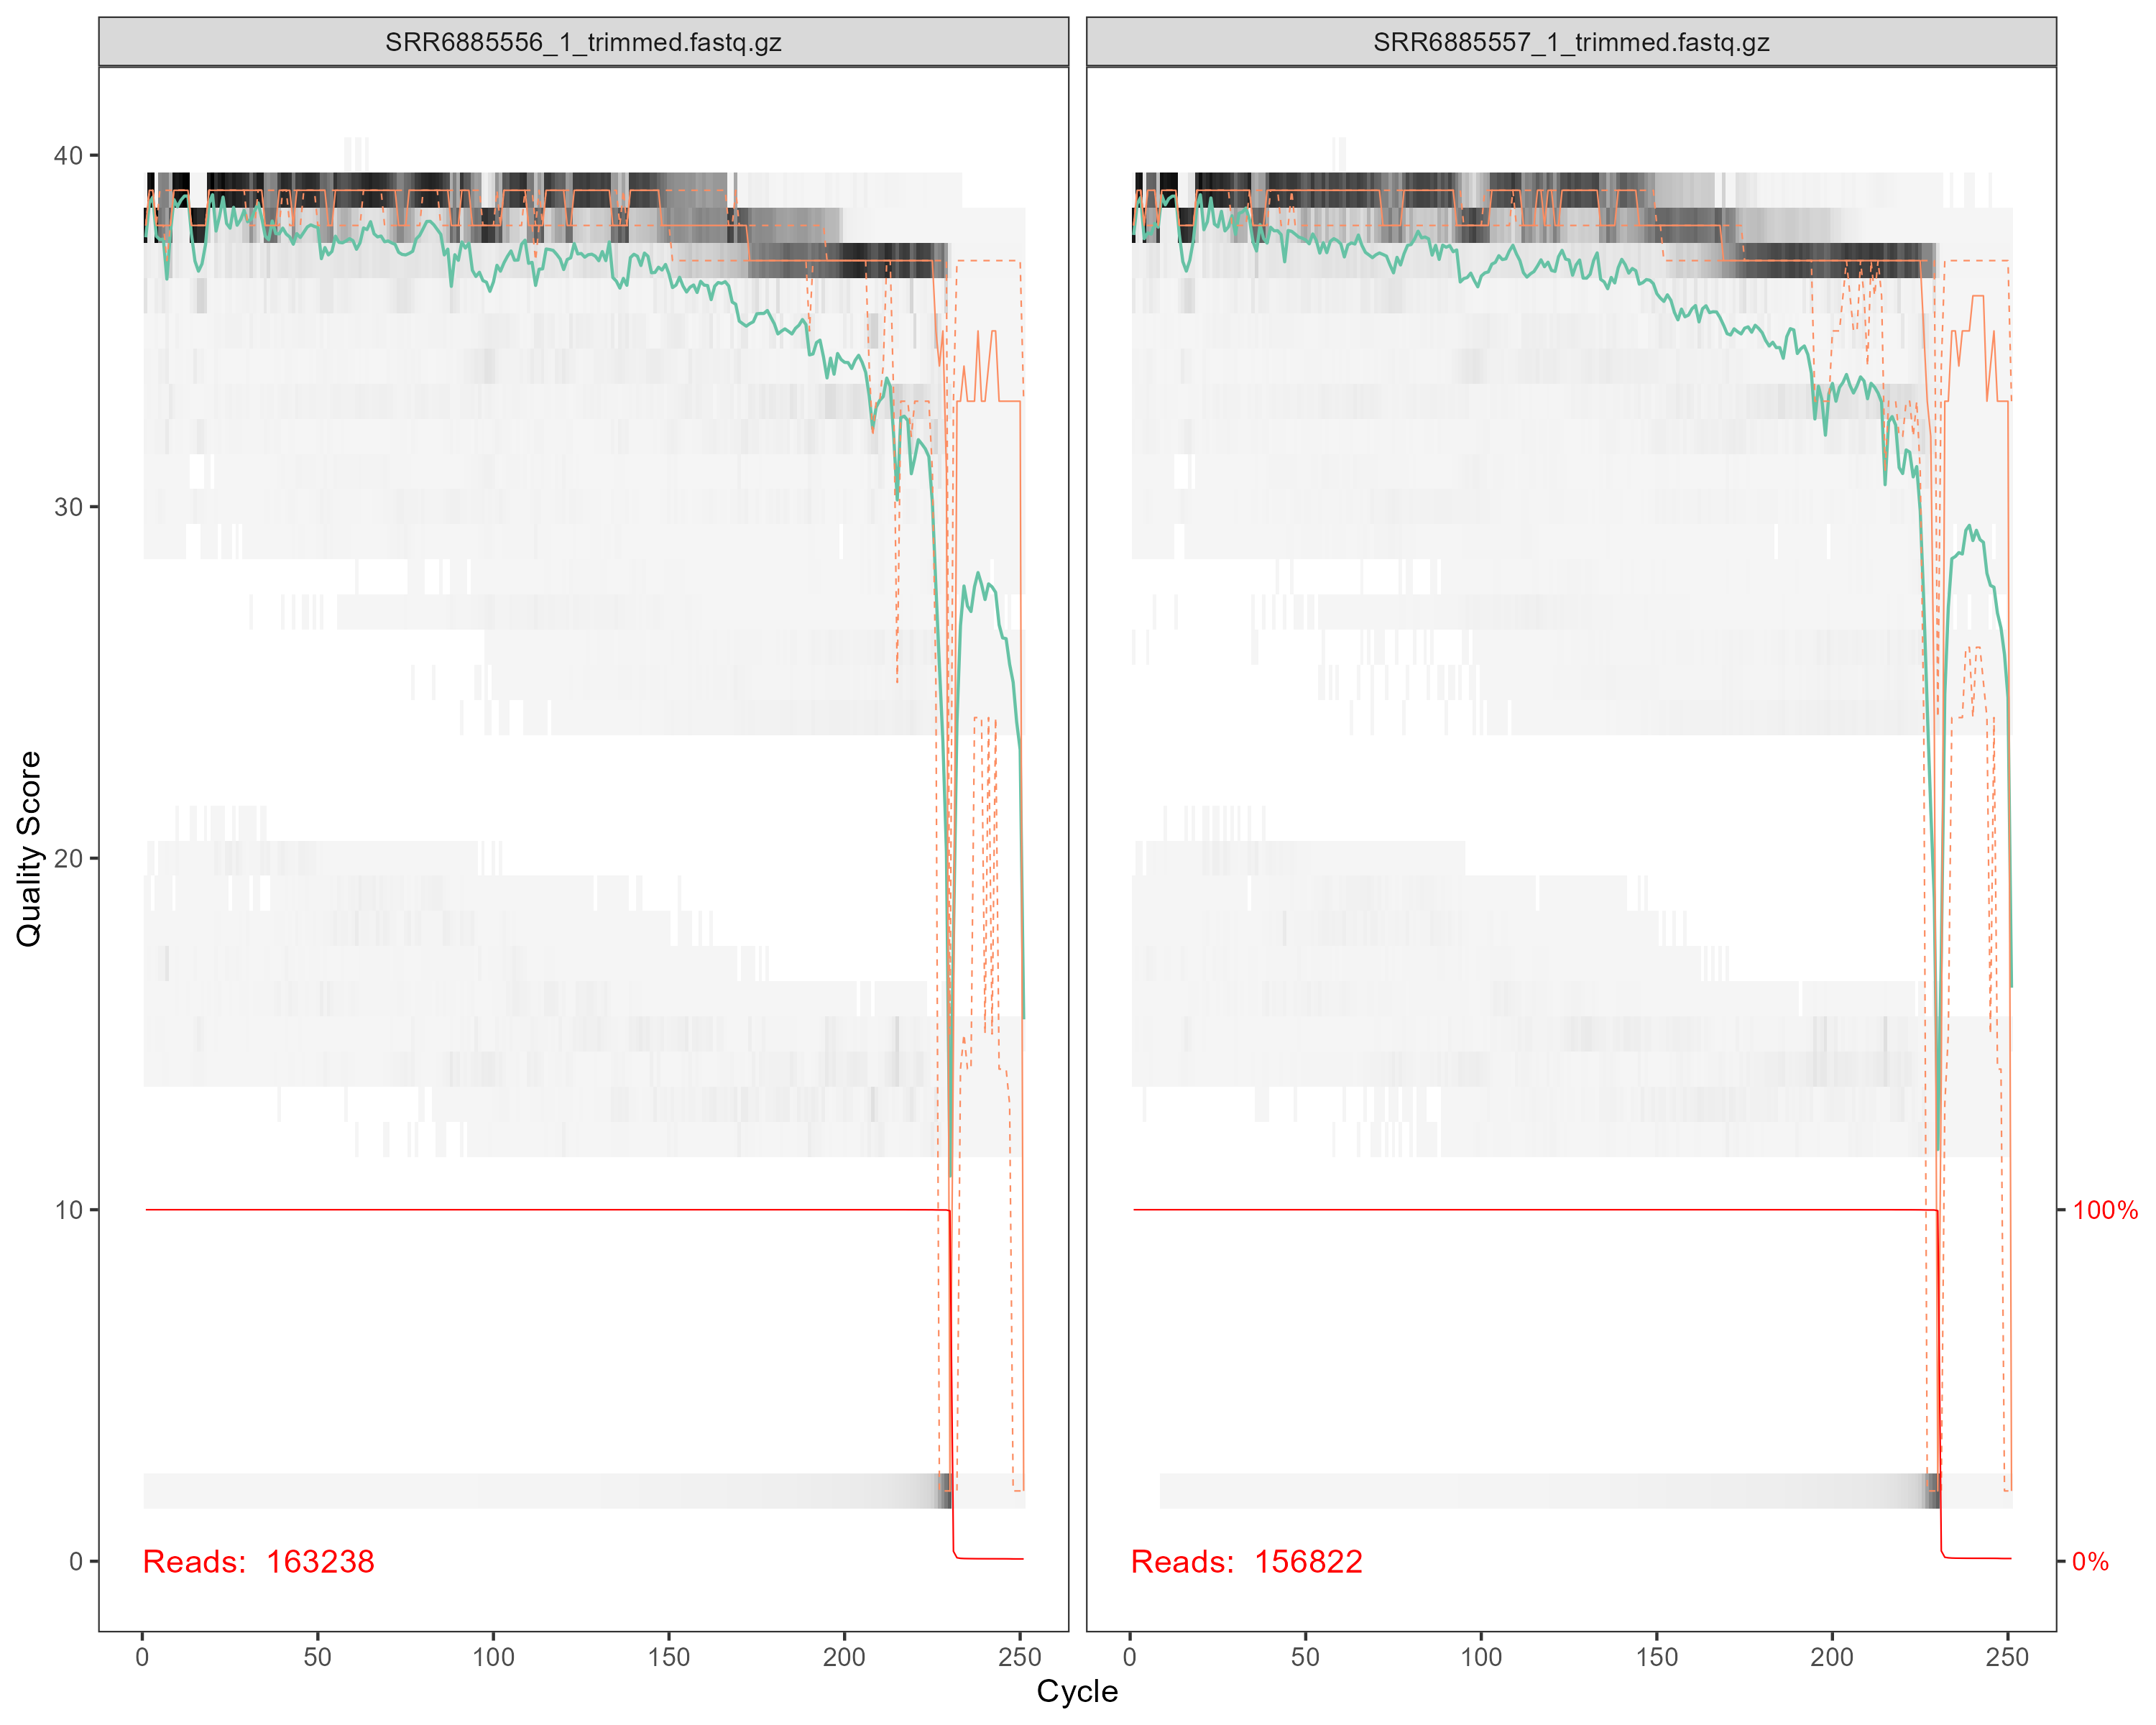 SRR6885556_1_trimmed.fastq.gz
SRR6885557_1_trimmed.fastq.gz
Quality Score
40
30
20
10
0
100%
0%
Reads: 163238
Reads: 156822
0 50 100 150 200 250
0 50 100 150 200 250
Cycle